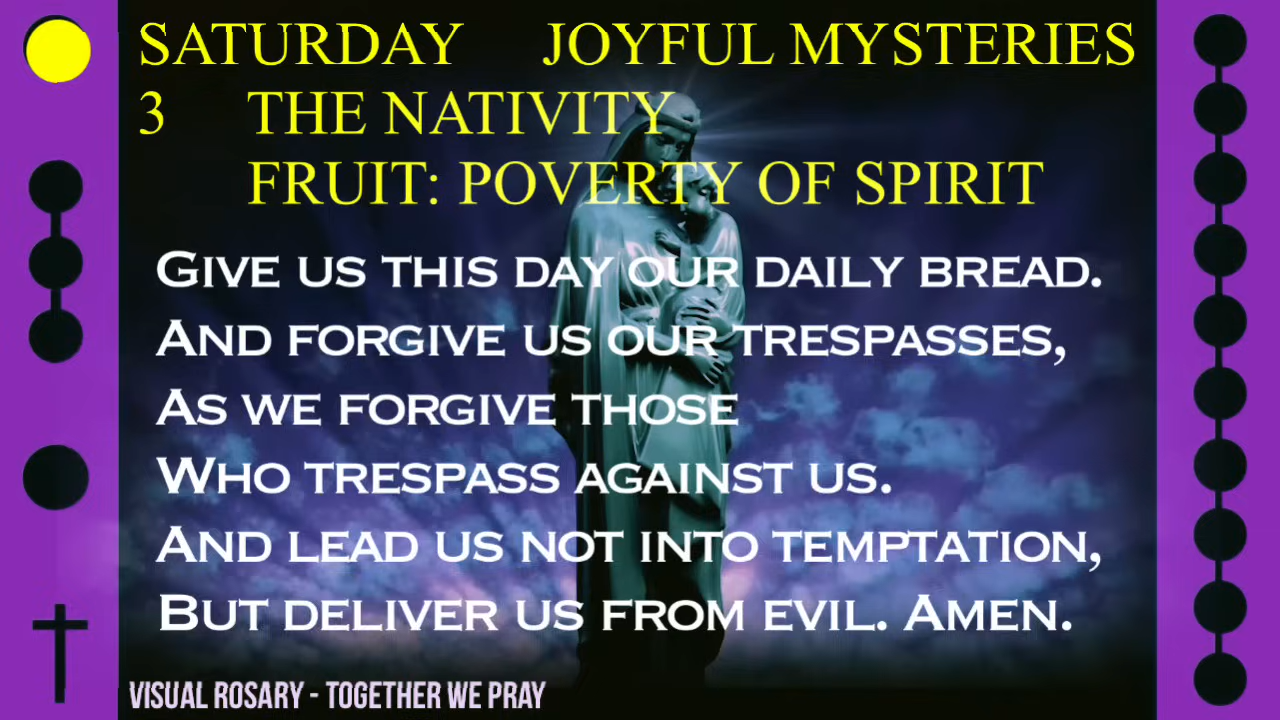 SATURDAY JOYFUL MYSTERIES
3 THE NATIVITY
FRUIT: POVERTY OF SPIRIT
GIVE US THIS DAY OUR DAILY BREAD.
AND FORGIVE US OUR TRESPASSES,
AS WE FORGIVE THOSE
WHO TRESPASS AGAINST US.
AND LEAD US NOT INTO TEMPTATION,
BUT DELIVER US FROM EVIL. AMEN.
VISUAL ROSARY - TOGETHER WE PRAY